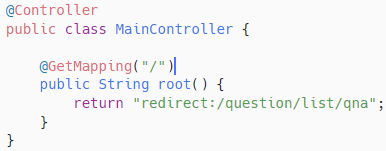 @Controller
public class MainController {
@GetMapping("/")
public String root() {
return "redirect:/question/list/qna";
}
}